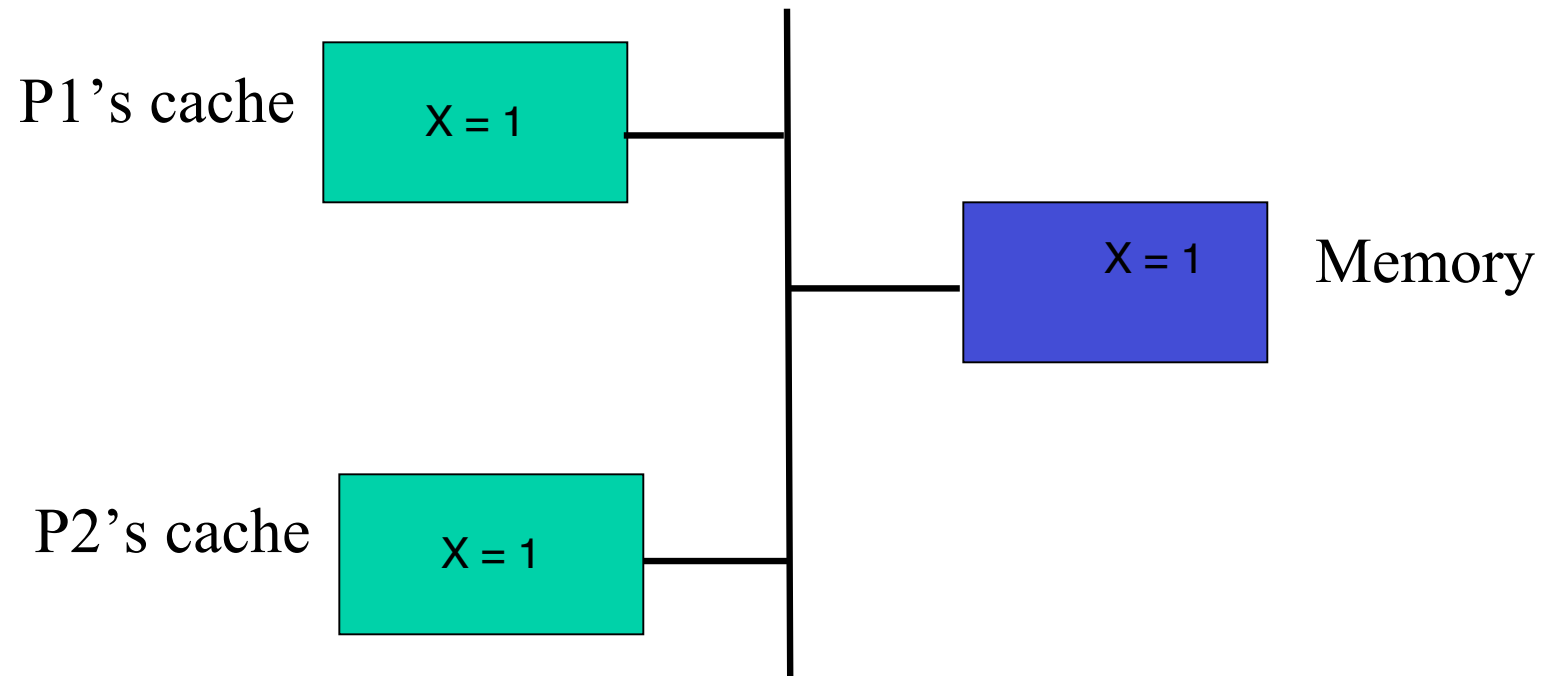 P1’s cache
X = 1
X = 1
Memory
P2’s cache
X = 1